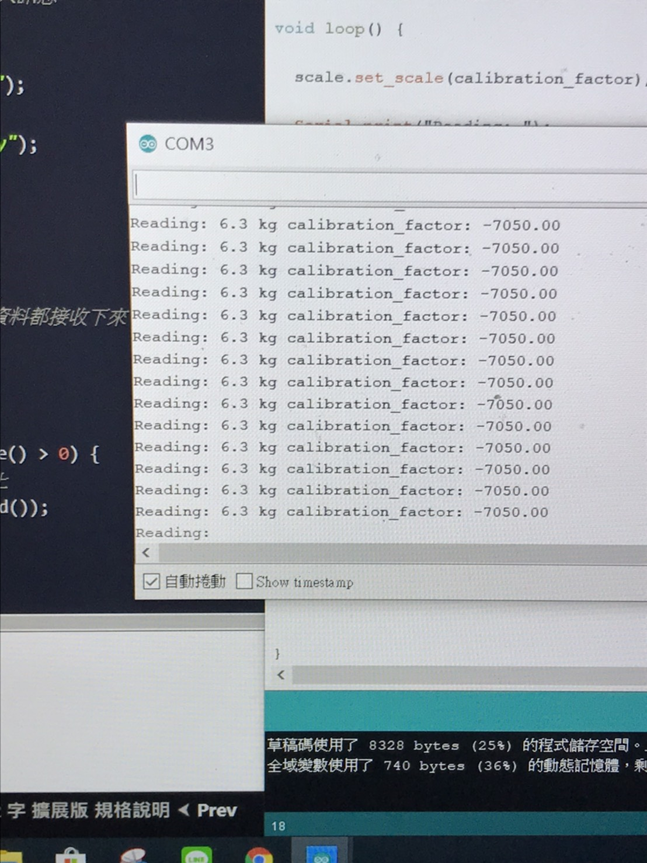 void loop() {
");
scale.set_scale(calibration_factor)
y");
COM3
Reading: 6.3 kg calibration_factor: -7050.00
Reading: 6.3 kg calibration_factor: -7050.00
Reading: 6.3 kg calibration_factor: -7050.00
Reading: 6.3 kg calibration_factor: -7050.00
資料都接收下來
Reading: 6.3 kg calibration_factor: -7050.00
Reading: 6.3 kg calibration_factor: -7050.00
Reading: 6.3 kg calibration_factor: -7050.00
Reading: 6.3 kg calibration_factor: -7050.00
Reading: 6.3 kg calibration_factor: -7050.00
Reading: 6.3 kg calibration_factor: -7050.00
Reading: 6.3 kg calibration_factor: -7050.00
e() > 0) {
Reading: 6.3 kg calibration_factor: -7050.00
Reading: 6.3 kg calibration_factor: -7050.00
d());
Reading: 6.3 kg calibration_factor: -7050.00
Reading:
自動捲動 Show timestamp
}
草稿碼使用了 8328 bytes (25%) 的程式儲存空間。
全域變數使用了 740 bytes (36%) 的動態記憶體，剩
字 擴展版 規格說明 < Prev
18
LINE